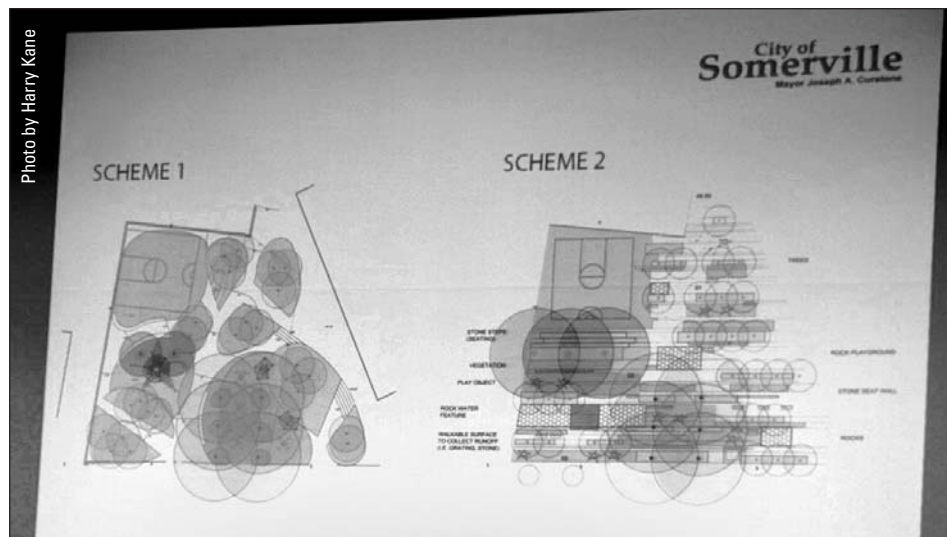 Photo by Harry Kane
City of
Somerville
Mayor Joseph A. Curtatone
SCHEME 1
SCHEME 2
TREES
STONE STEPS
(SEATING)
VEGETATION
PLAY OBJECT
ROCK WATER
FEATURE
WALKABLE SURFACE
TO COLLECT RUNOFF
(I.E. GRATING, STONE)
ROCK PLAYGROUND
STONE SEAT WALL
ROCKS